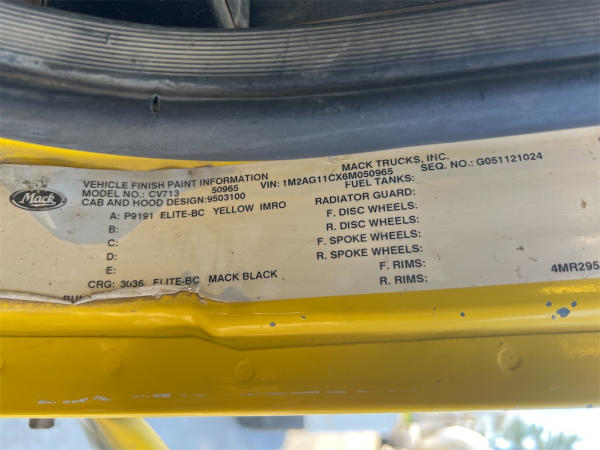 MACK TRUCKS, INC.
VEHICLE FINISH PAINT INFORMATION
MODEL NO.: CV713 50965 VIN: 1M2AG11CX6M050965 SEQ. NO.: G051121024
CAB AND HOOD DESIGN:9503100 FUEL TANKS:
Mack
A: P9191 ELITE-BC YELLOW IMRO RADIATOR GUARD:
B: F. DISC WHEELS:
C: R. DISC WHEELS:
D: F. SPOKE WHEELS:
E: R. SPOKE WHEELS:
CRG: 3036 ELITE-BC MACK BLACK F. RIMS: 4MR295
R. RIMS: